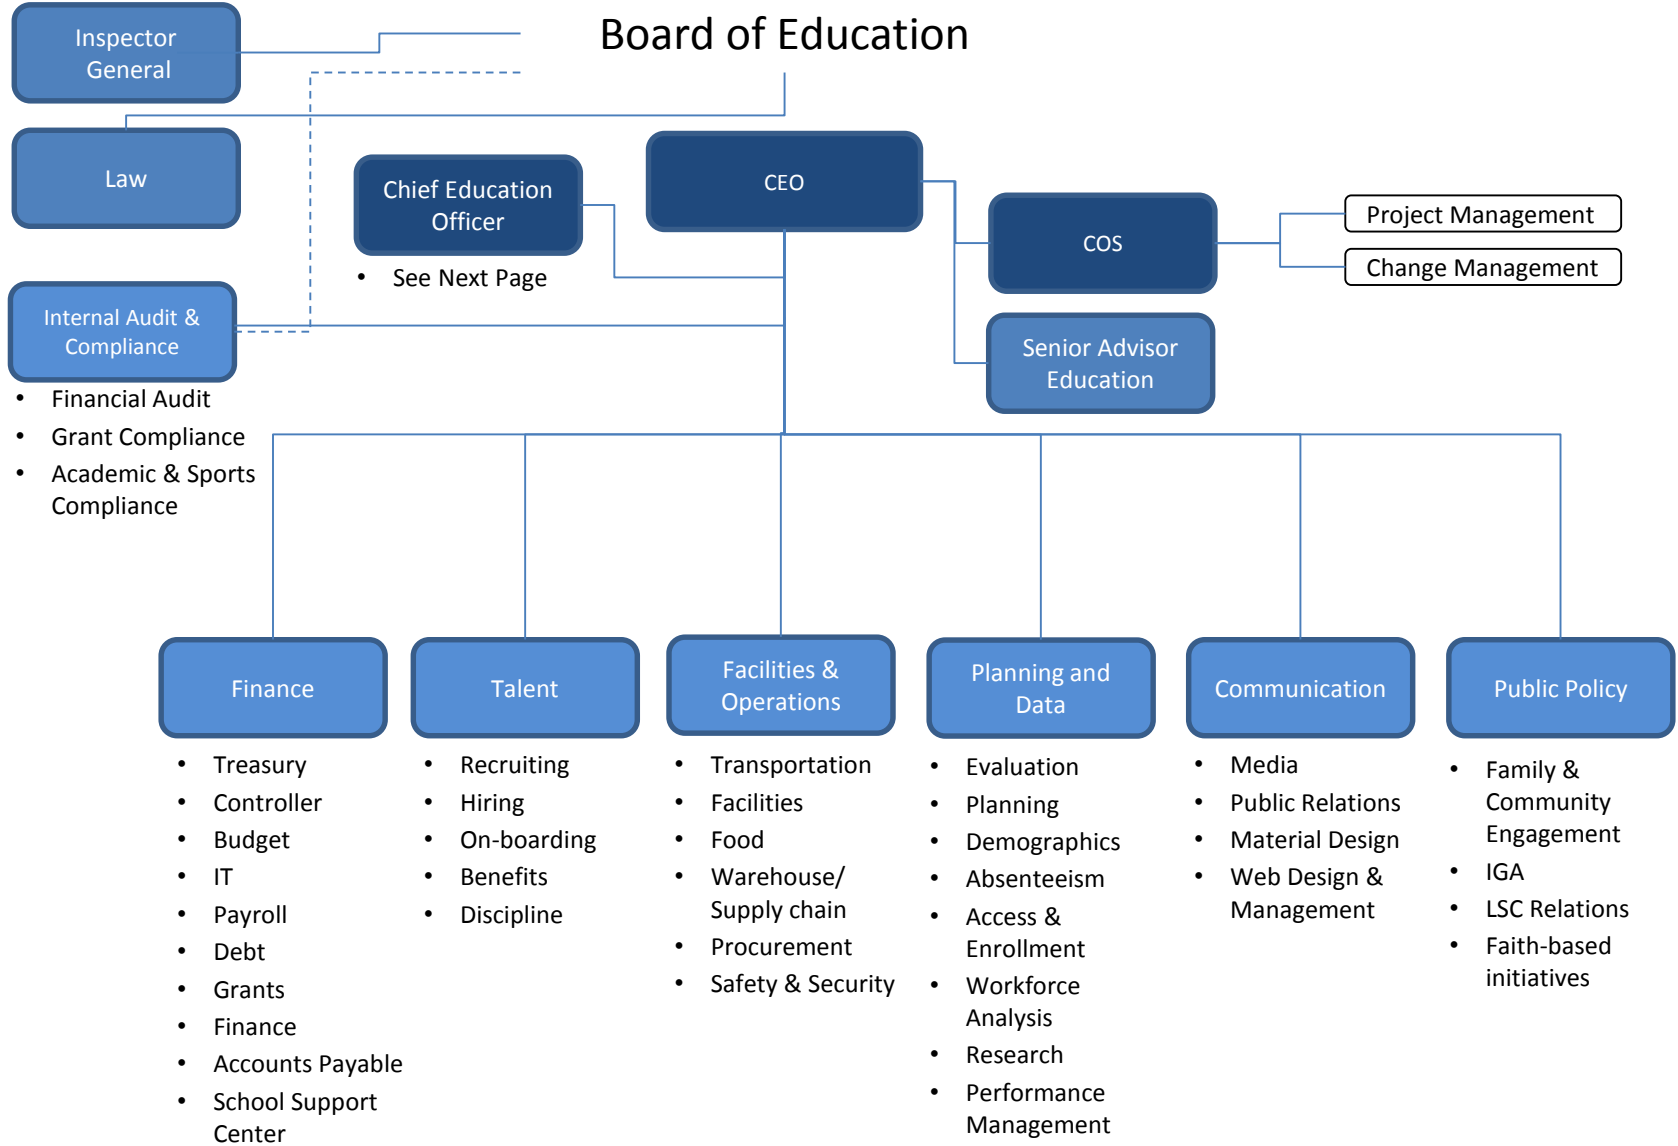 Board of Education
Inspector
General
Law
Chief Education
Officer
• See Next Page
CEO
COS
Project Management
Change Management
Senior Advisor
Education
Internal Audit &
Compliance
• Financial Audit
• Grant Compliance
• Academic & Sports
Compliance
Finance
• Treasury
• Controller
• Budget
• IT
• Payroll
• Debt
• Grants
• Finance
• Accounts Payable
• School Support
Center
Talent
• Recruiting
• Hiring
• On-boarding
• Benefits
• Discipline
Facilities &
Operations
• Transportation
• Facilities
• Food
• Warehouse/
Supply chain
• Procurement
• Safety & Security
Planning and
Data
• Evaluation
• Planning
• Demographics
• Absenteeism
• Access &
Enrollment
• Workforce
Analysis
• Research
• Performance
Management
Communication
• Media
• Public Relations
• Material Design
• Web Design &
Management
Public Policy
• Family &
Community
Engagement
• IGA
• LSC Relations
• Faith-based
initiatives